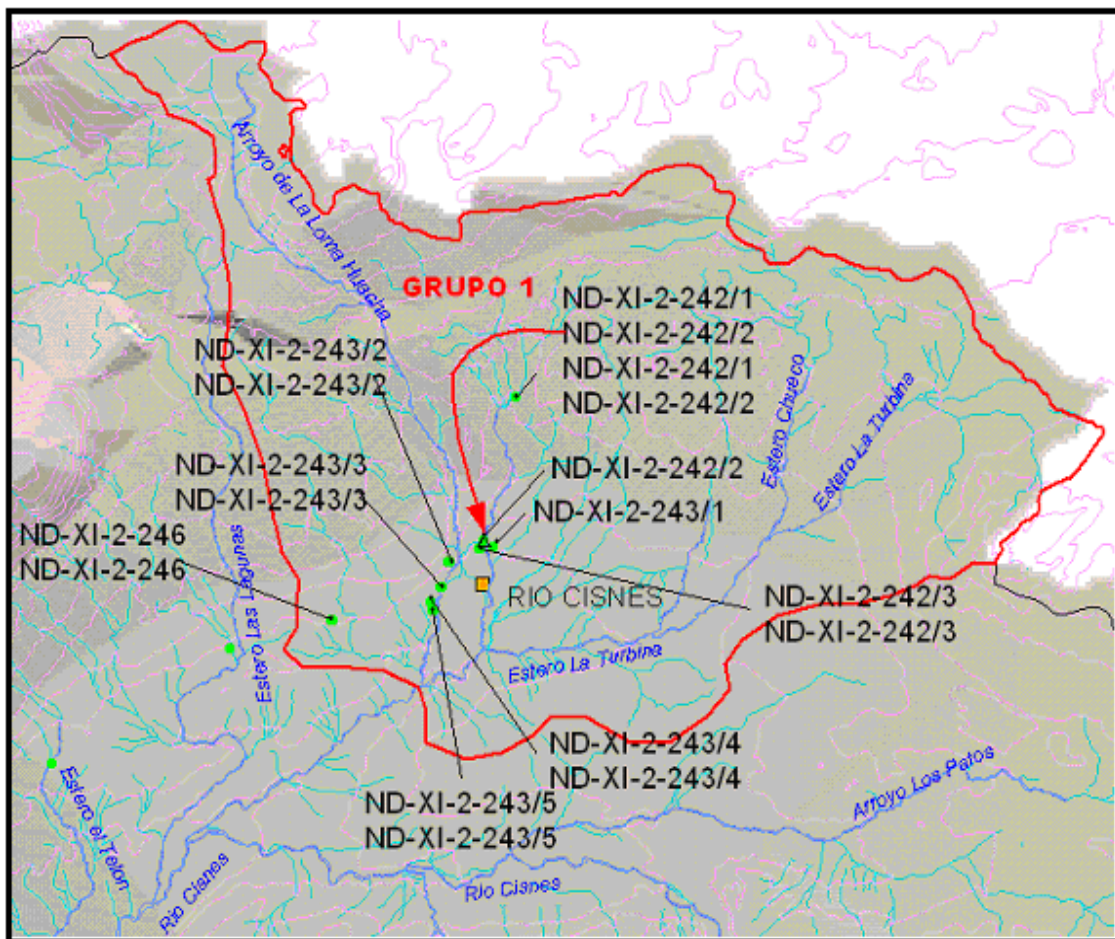 Arroyo de La Loma Huacha
GRUPO 1
ND-XI-2-242/1
ND-XI-2-242/2
ND-XI-2-242/1
ND-XI-2-242/2
ND-XI-2-243/2
ND-XI-2-243/2
Estero Chueco
Estero La Turbina
ND-XI-2-243/3
ND-XI-2-243/3
ND-XI-2-242/2
ND-XI-2-243/1
ND-XI-2-246
ND-XI-2-246
Estero Las Lagunas
RIO CISNES
ND-XI-2-242/3
ND-XI-2-242/3
Estero La Turbina
ND-XI-2-243/4
ND-XI-2-243/4
ND-XI-2-243/5
ND-XI-2-243/5
Arroyo Los Patos
Estero el Telon
Rio Cisnes
Rio Cisnes